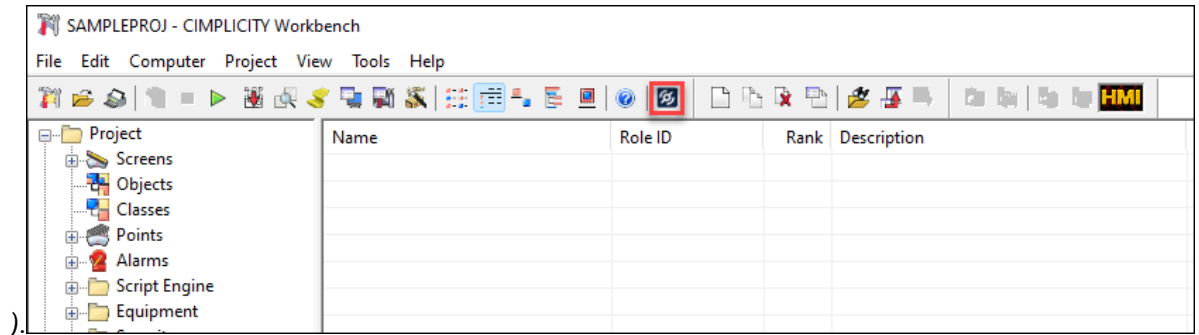 SAMPLEPROJ - CIMPLICITY Workbench
File Edit Computer Project View Tools Help
HMI
Project
Name Role ID Rank Description
Screens
Objects
Classes
Points
Alarms
Script Engine
Equipment
).